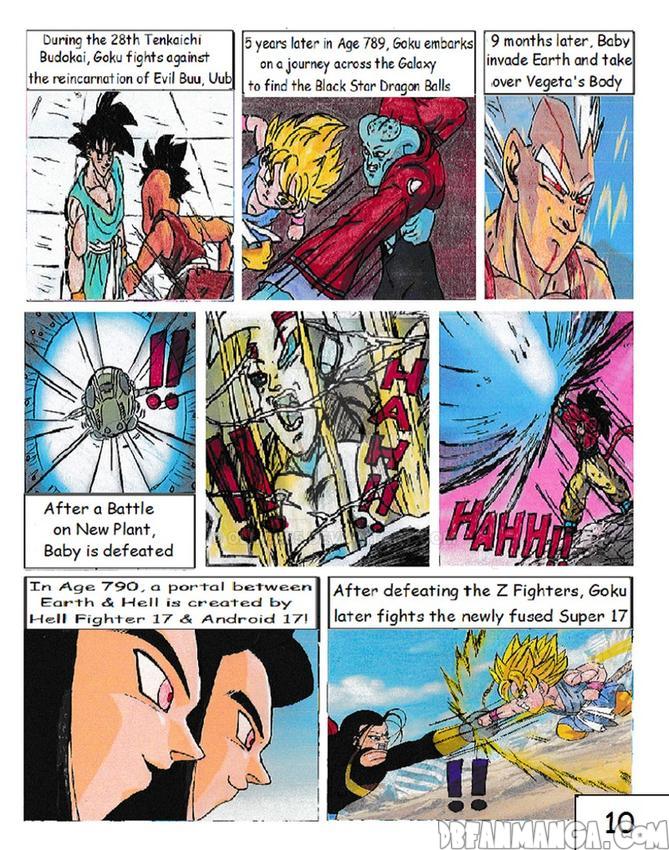 During the 28th Tenkaichi
Budokai, Goku fights against
the reincarnation of Evil Buu, Uub
5 years later in Age 789, Goku embarks
on a journey across the Galaxy
to find the Black Star Dragon Balls
9 months later, Baby
invade Earth and take
over Vegeta's Body
!!
After a Battle
on New Plant,
Baby is defeated
!!
HAHH!!
HAHH!!
In Age 790, a portal between
Earth & Hell is created by
Hell Fighter 17 & Android 17!
After defeating the Z Fighters, Goku
later fights the newly fused Super 17
!!
10
DBFANMANGA.COM